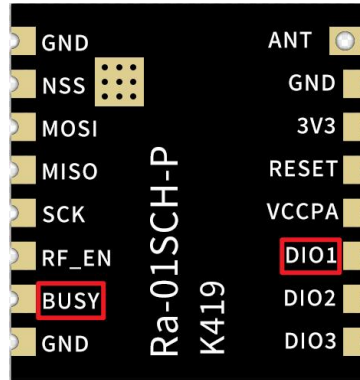 GND
NSS
MOSI
MISO
SCK
RF_EN
BUSY
GND
Ra-01SCH-P
K419
ANT
GND
3V3
RESET
VCCPA
DIO1
DIO2
DIO3